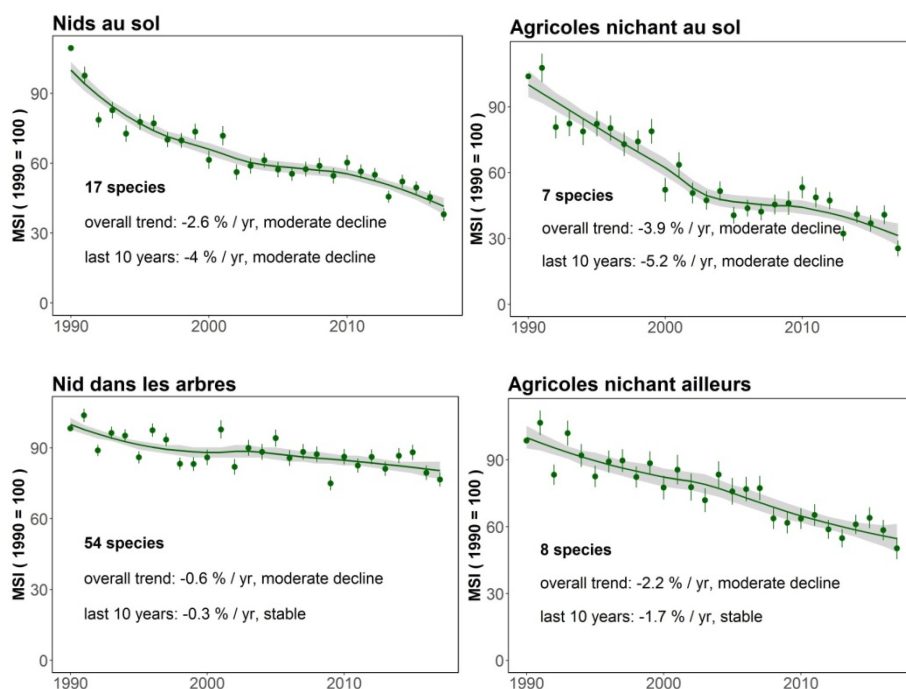 Nids au sol
MSI ( 1990 = 100)
90
60
30
0
17 species
overall trend: -2.6 % / yr, moderate decline
last 10 years: -4 % / yr, moderate decline
1990
2000
2010
Agricoles nichant au sol
MSI ( 1990 = 100)
90
60
30
0
7 species
overall trend: -3.9 % / yr, moderate decline
last 10 years: -5.2 % / yr, moderate decline
1990
2000
2010
Nid dans les arbres
MSI ( 1990 = 100)
90
60
30
0
54 species
overall trend: -0.6 % / yr, moderate decline
last 10 years: -0.3 % / yr, stable
1990
2000
2010
Agricoles nichant ailleurs
MSI ( 1990 = 100)
90
60
30
0
8 species
overall trend: -2.2 % / yr, moderate decline
last 10 years: -1.7 % / yr, stable
1990
2000
2010